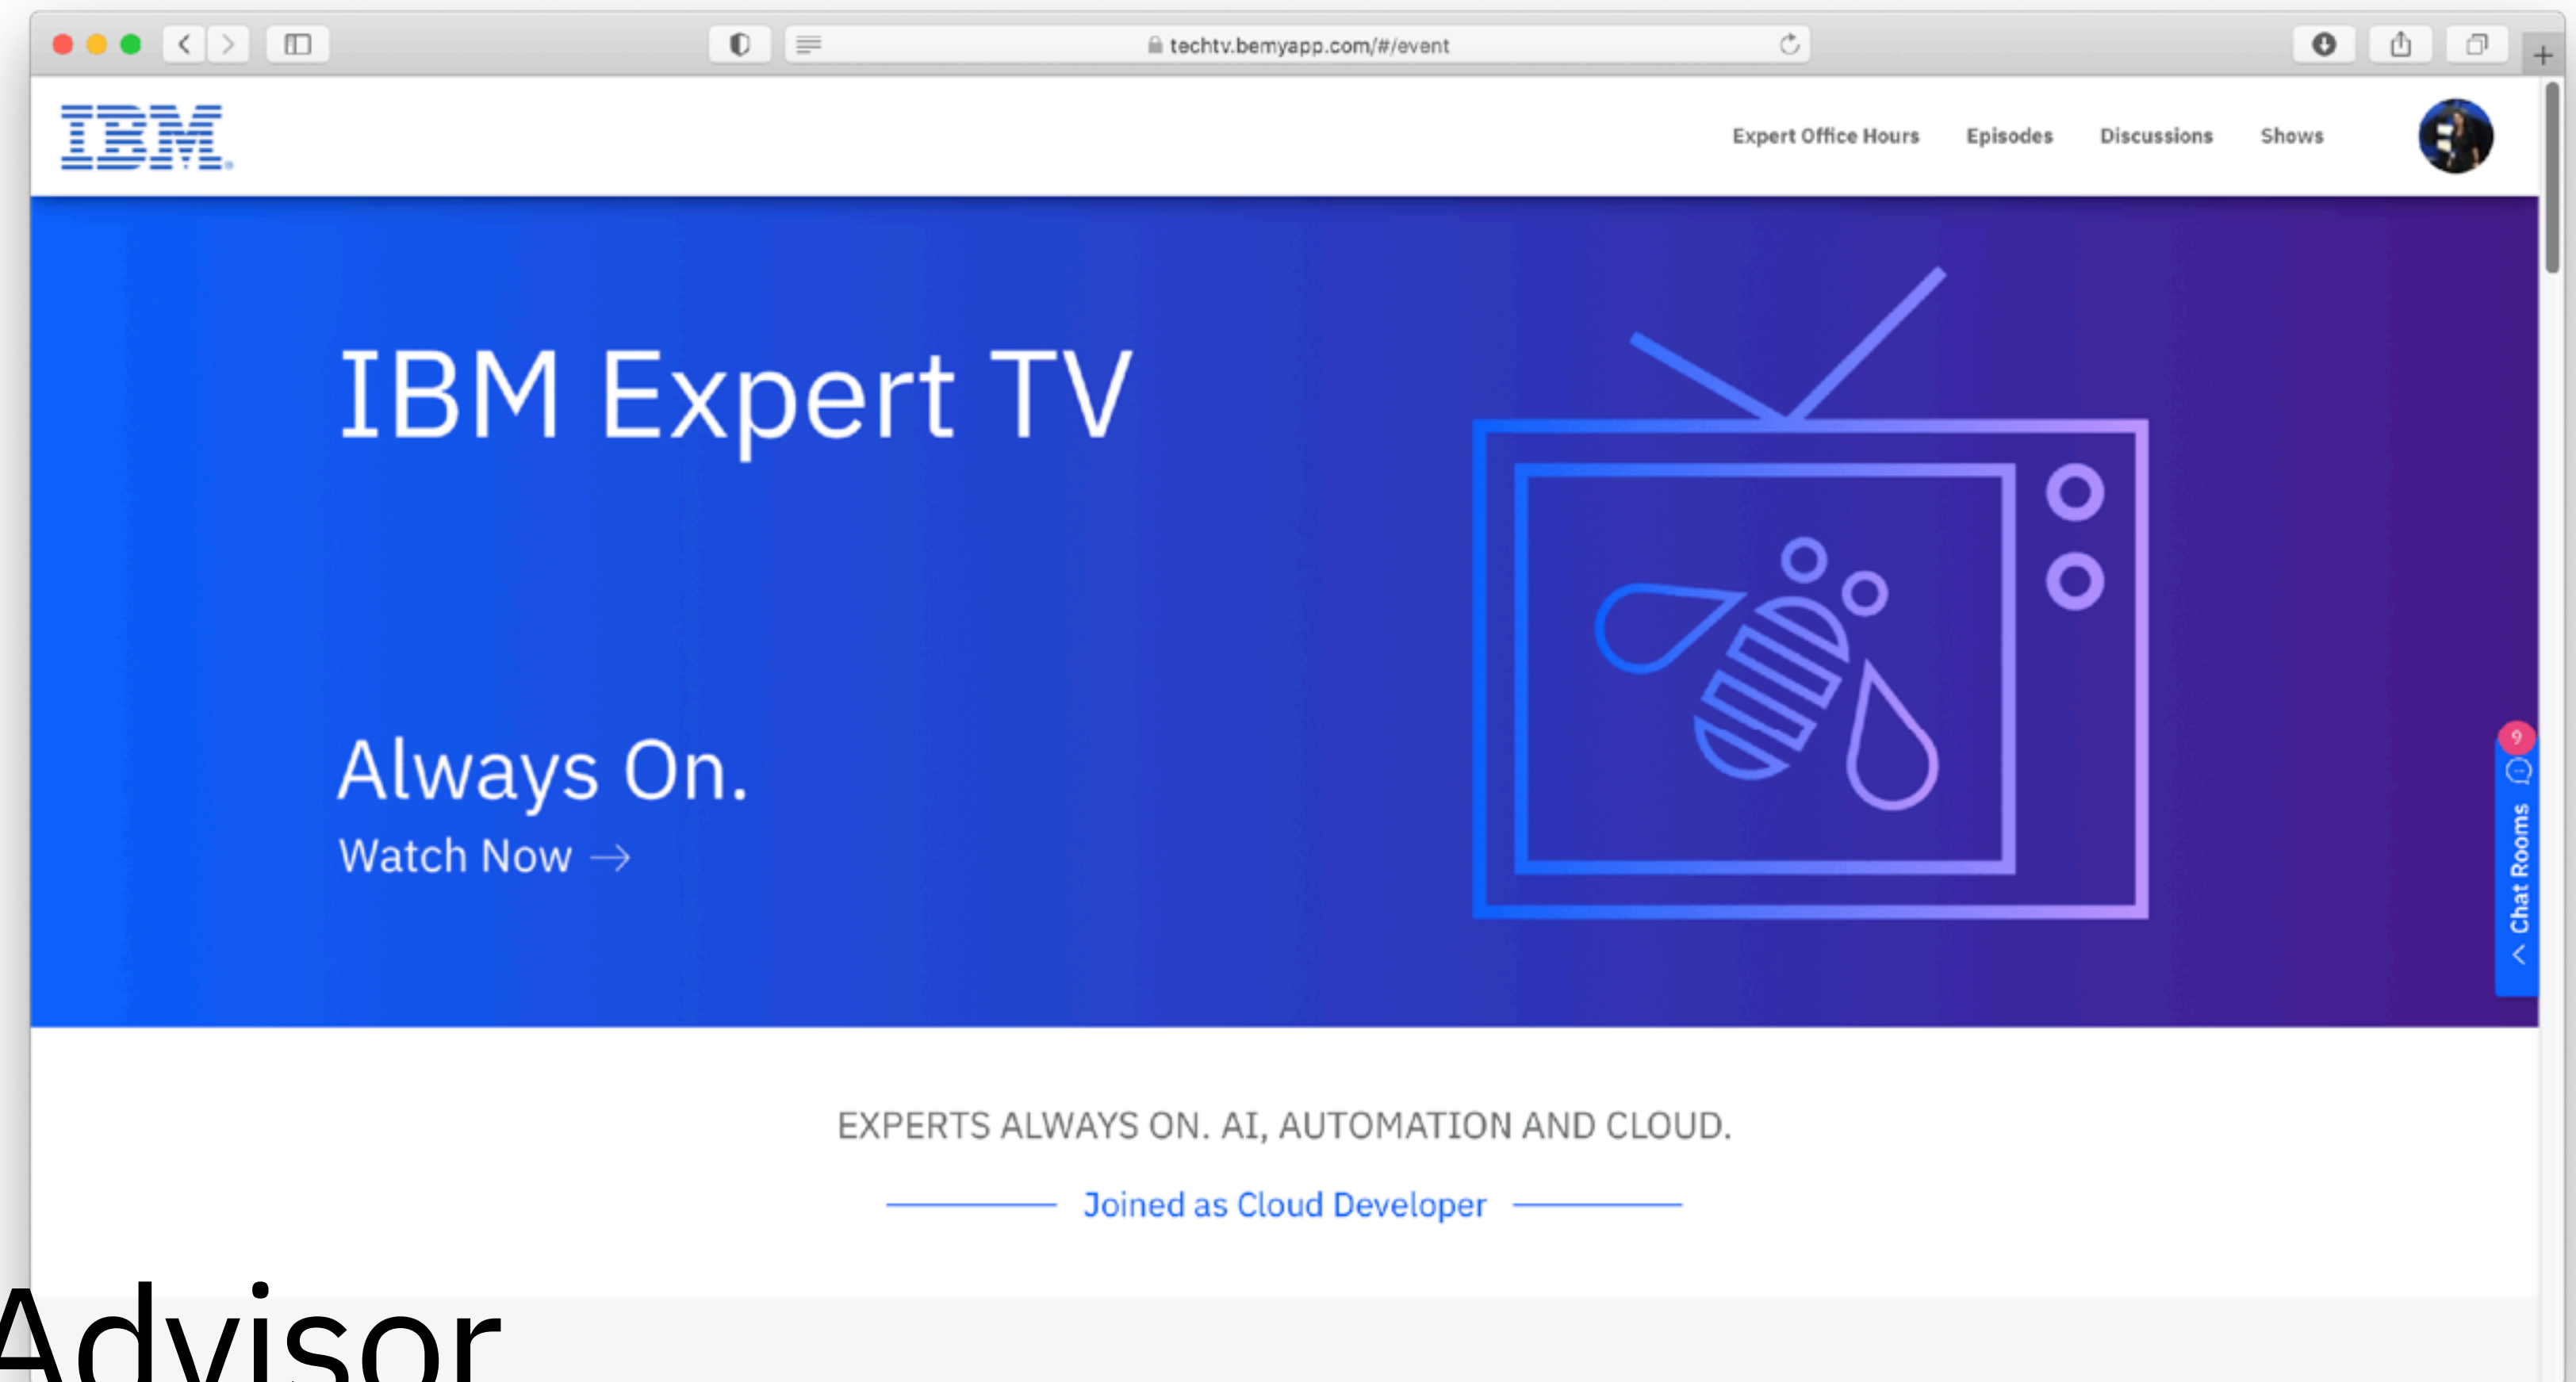 techtv.bemyapp.com/#/event
IBM
Expert Office Hours Episodes Discussions Shows
IBM Expert TV
Always On.
Watch Now →
9
Chat Rooms
EXPERTS ALWAYS ON. AI, AUTOMATION AND CLOUD.
Joined as Cloud Developer
Advisor